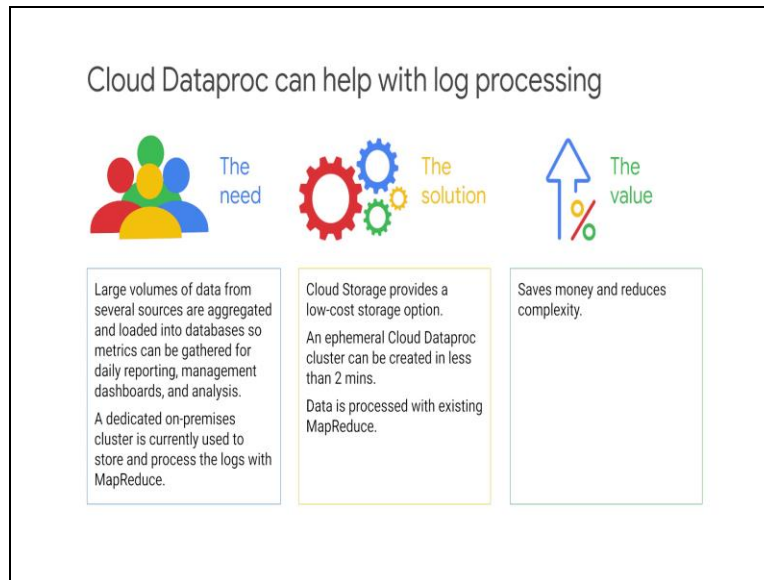 Cloud Dataproc can help with log processing
The
need
The
solution
The
value
Large volumes of data from
several sources are aggregated
and loaded into databases so
metrics can be gathered for
daily reporting, management
dashboards, and analysis.
A dedicated on-premises
cluster is currently used to
store and process the logs with
MapReduce.
Cloud Storage provides a
low-cost storage option.
An ephemeral Cloud Dataproc
cluster can be created in less
than 2 mins.
Data is processed with existing
MapReduce.
Saves money and reduces
complexity.